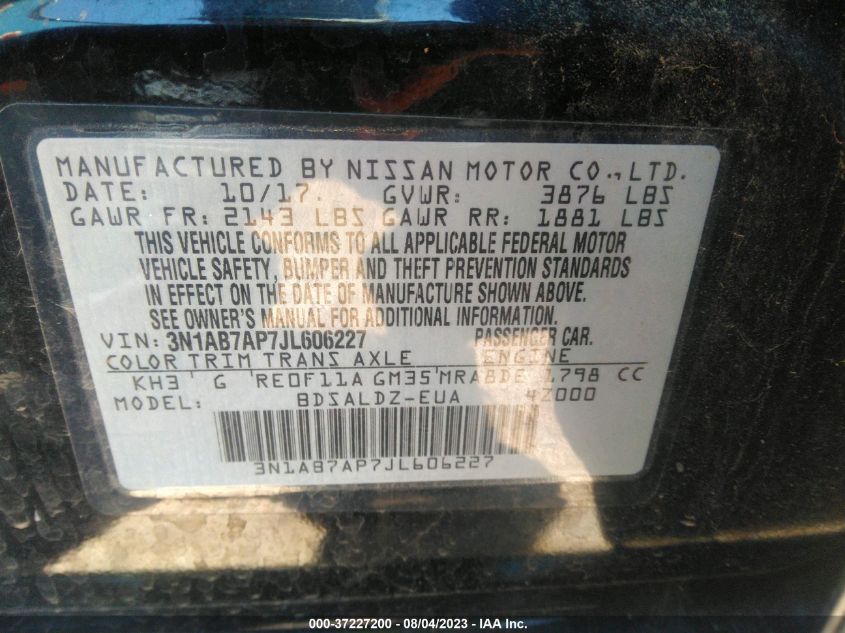 MANUFACTURED BY NISSAN MOTOR CO., LTD.
DATE: 10/17. GVWR: 3876 LBS
GAWR FR: 2143 LBS GAWR RR: 1881 LBS
THIS VEHICLE CONFORMS TO ALL APPLICABLE FEDERAL MOTOR
VEHICLE SAFETY, BUMPER AND THEFT PREVENTION STANDARDS
IN EFFECT ON THE DATE OF MANUFACTURE SHOWN ABOVE.
SEE OWNER'S MANUAL FOR ADDITIONAL INFORMATION.
VIN: 3N1AB7AP7JL606227 PASSENGER CAR.
COLOR TRIM TRANS AXLE ENGINE
KH3 G RE0F11A GM35 MRA8DE 1798 CC
MODEL: BDSALDZ-EUA 4Z000
3N1AB7AP7JL606227
000-37227200 - 08/04/2023 - IAA Inc.